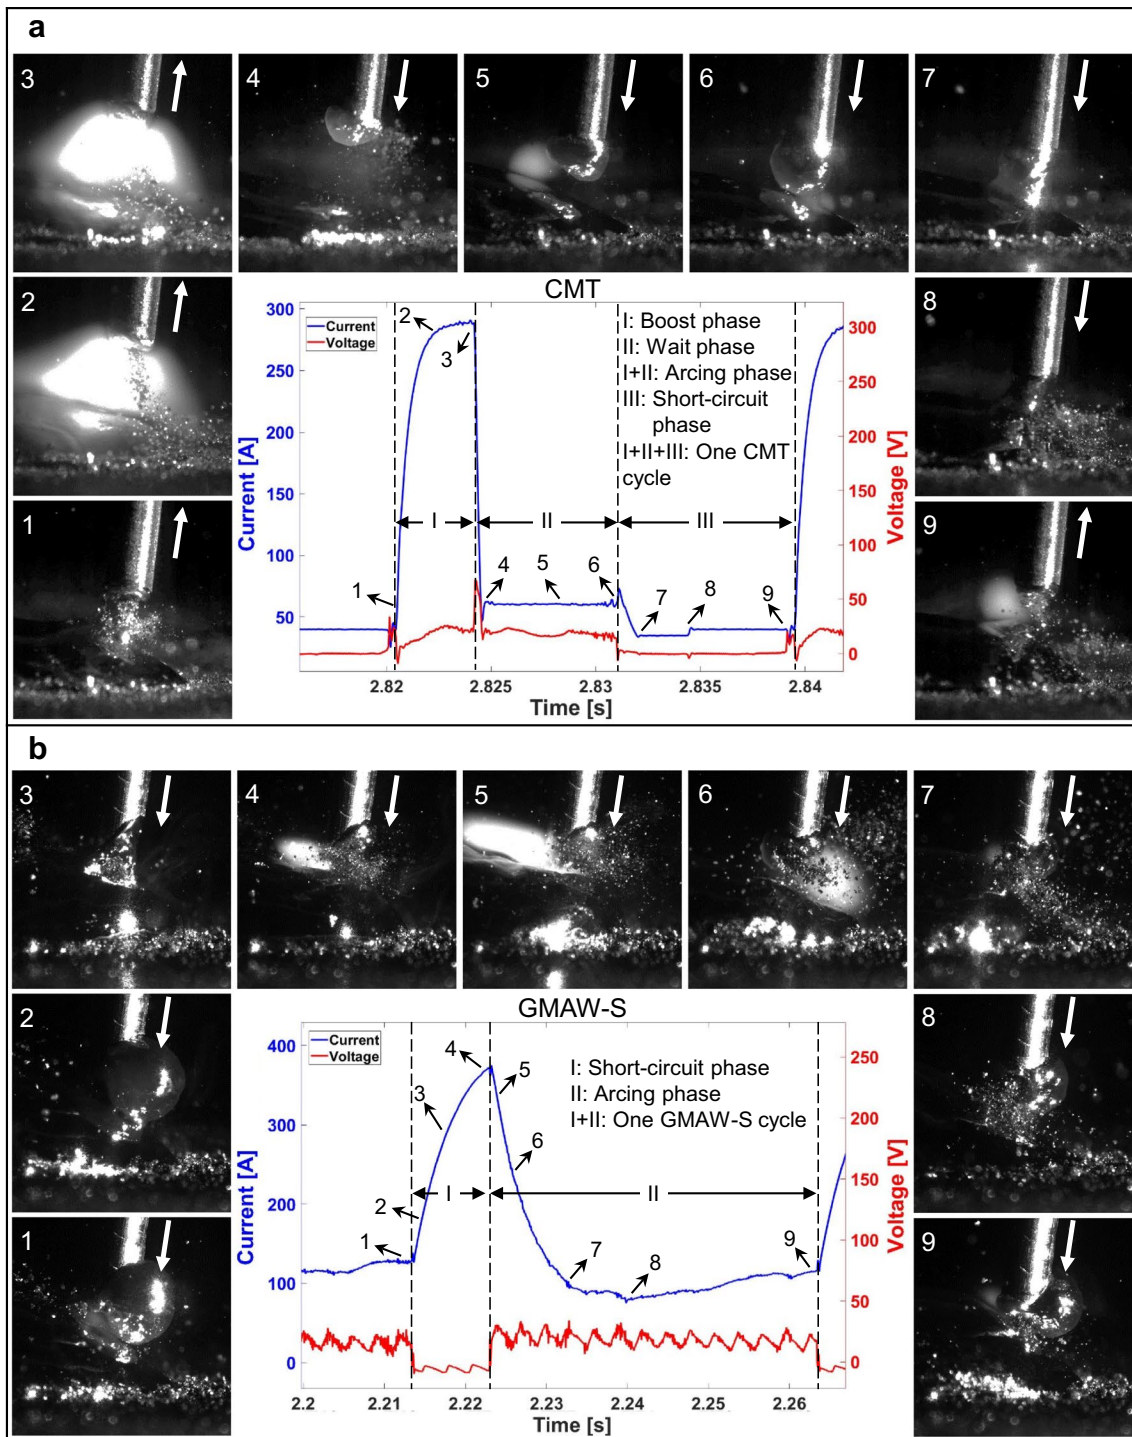 a
3
4
5
6
7
2
8
1
9
CMT
Current
Voltage
I: Boost phase
II: Wait phase
I+II: Arcing phase
III: Short-circuit
phase
I+II+III: One CMT
cycle
300
250
200
150
100
50
300
250
200
150
100
50
0
Current [A]
Voltage [V]
I
II
III
1
2
3
4
5
6
7
8
9
2.82
2.825
2.83
2.835
2.84
Time [s]
b
3
4
5
6
7
2
8
1
9
GMAW-S
Current
Voltage
I: Short-circuit phase
II: Arcing phase
I+II: One GMAW-S cycle
400
300
200
100
0
250
200
150
100
50
0
Current [A]
Voltage [V]
I
II
1
2
3
4
5
6
7
8
9
2.2
2.21
2.22
2.23
2.24
2.25
2.26
Time [s]